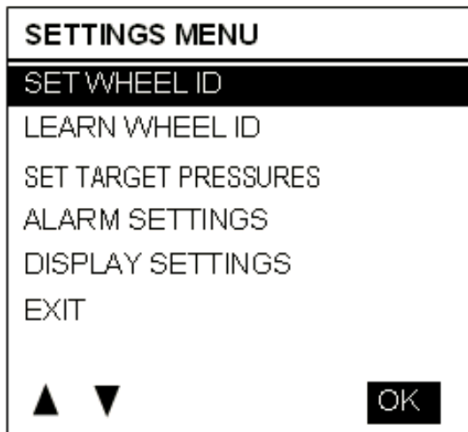 SETTINGS MENU
SET WHEEL ID
LEARN WHEEL ID
SET TARGET PRESSURES
ALARM SETTINGS
DISPLAY SETTINGS
EXIT
OK